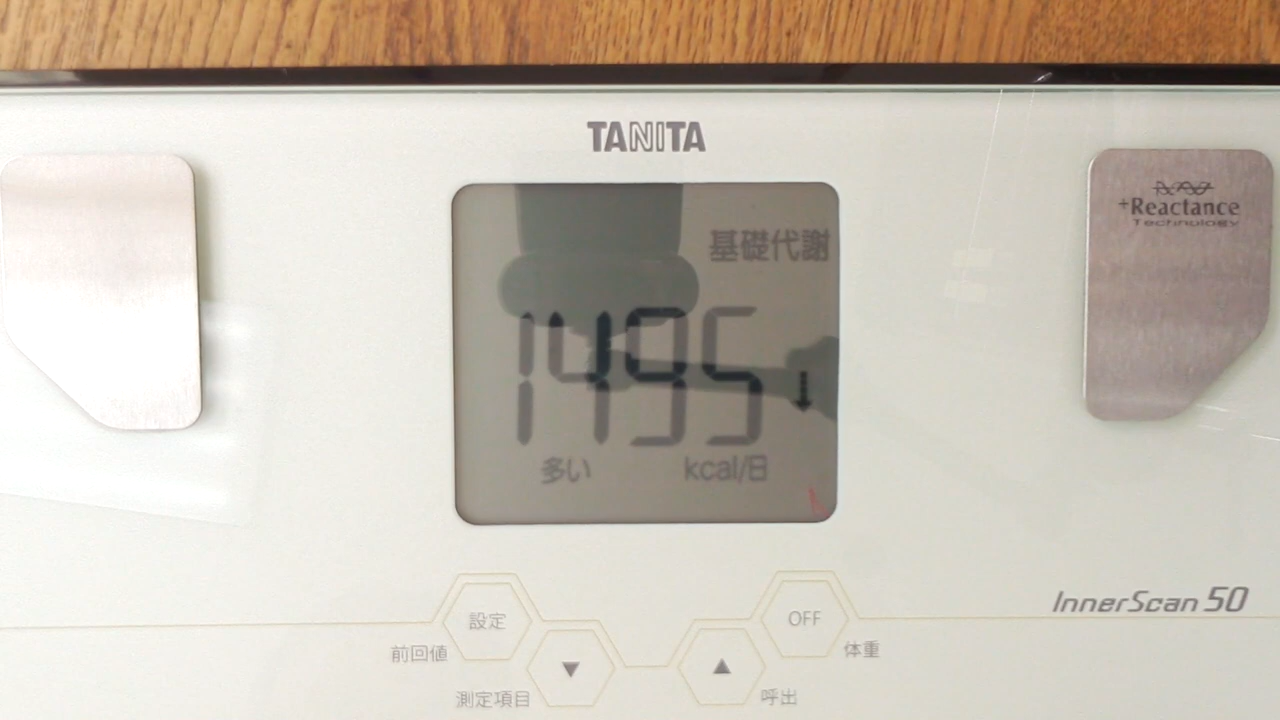 TANITA
+Reactance
Technology
基礎代謝
1495
↓
多い kcal/日
InnerScan 50
設定
OFF
前回値
体重
▼
▲
測定項目
呼出